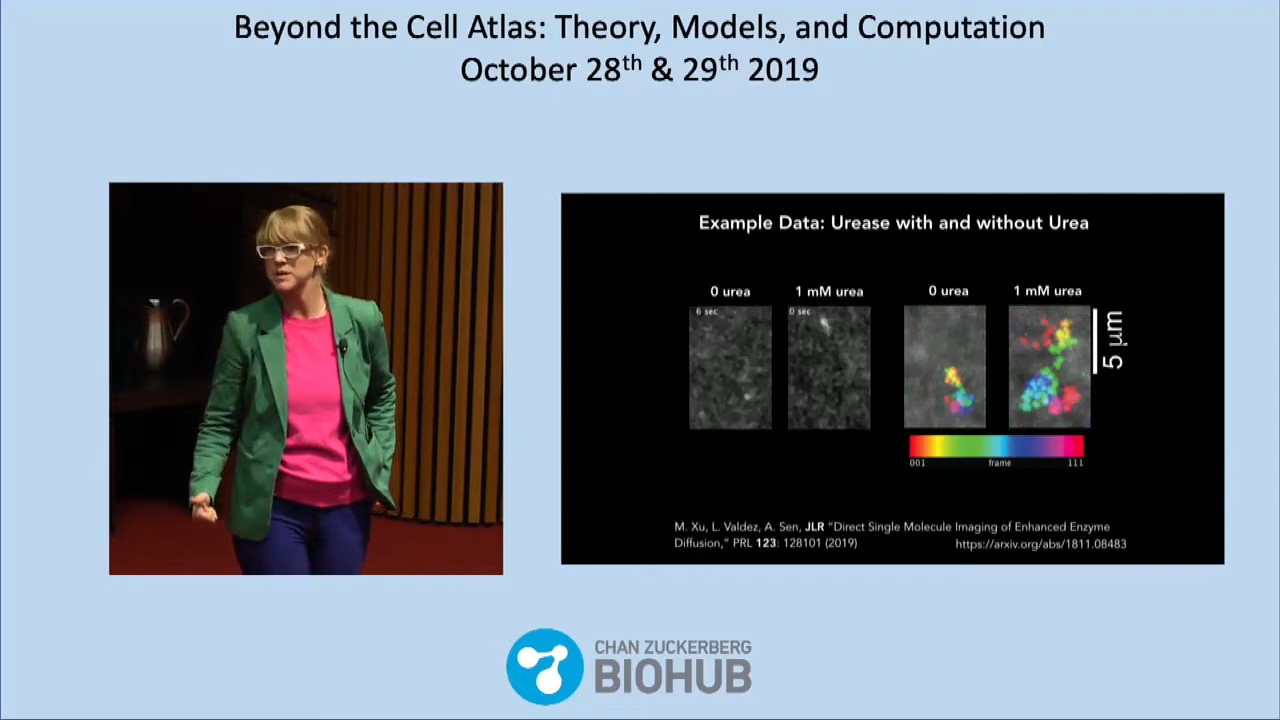 Beyond the Cell Atlas: Theory, Models, and Computation
October 28th & 29th 2019
Example Data: Urease with and without Urea
0 urea
1 mM urea
0 urea
1 mM urea
6 sec
0 sec
5 μm
001
frame
111
M. Xu, L. Valdez, A. Sen, JLR "Direct Single Molecule Imaging of Enhanced Enzyme
Diffusion," PRL 123: 128101 (2019)
https://arxiv.org/abs/1811.08483
CHAN ZUCKERBERG
BIOHUB